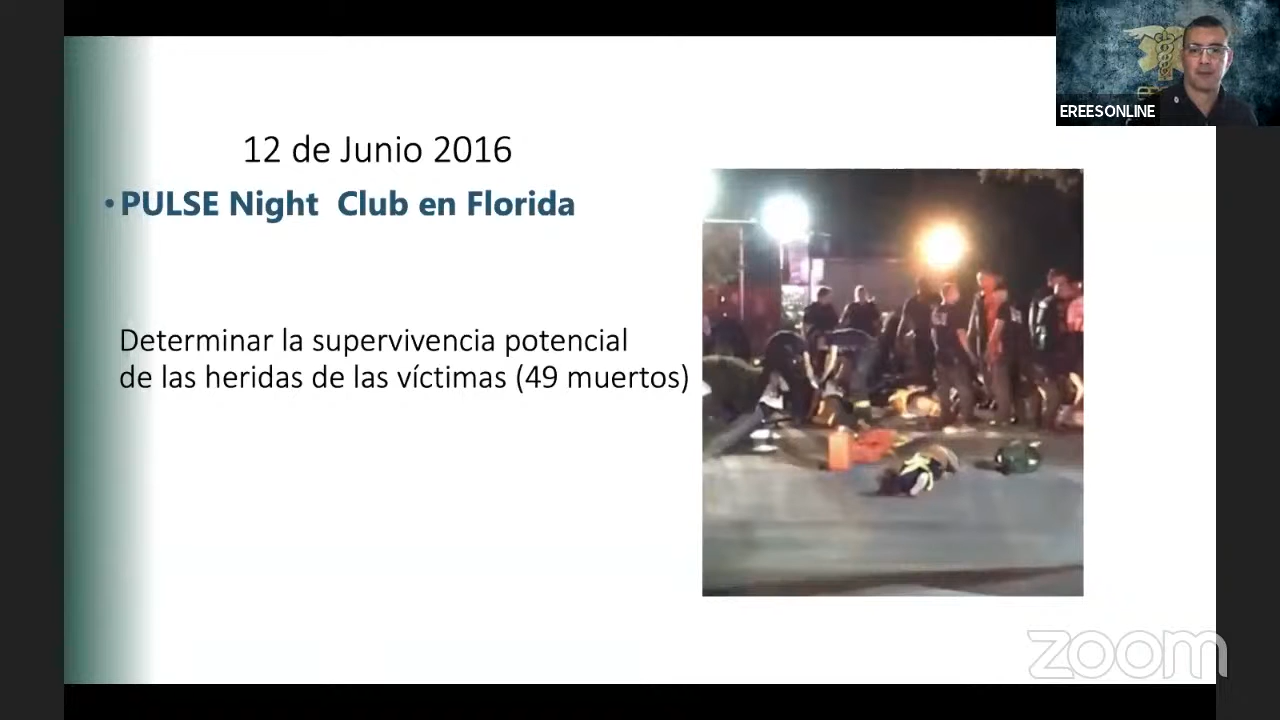 EREESONLINE
12 de Junio 2016
• PULSE Night Club en Florida
Determinar la supervivencia potencial
de las heridas de las víctimas (49 muertos)
zoom